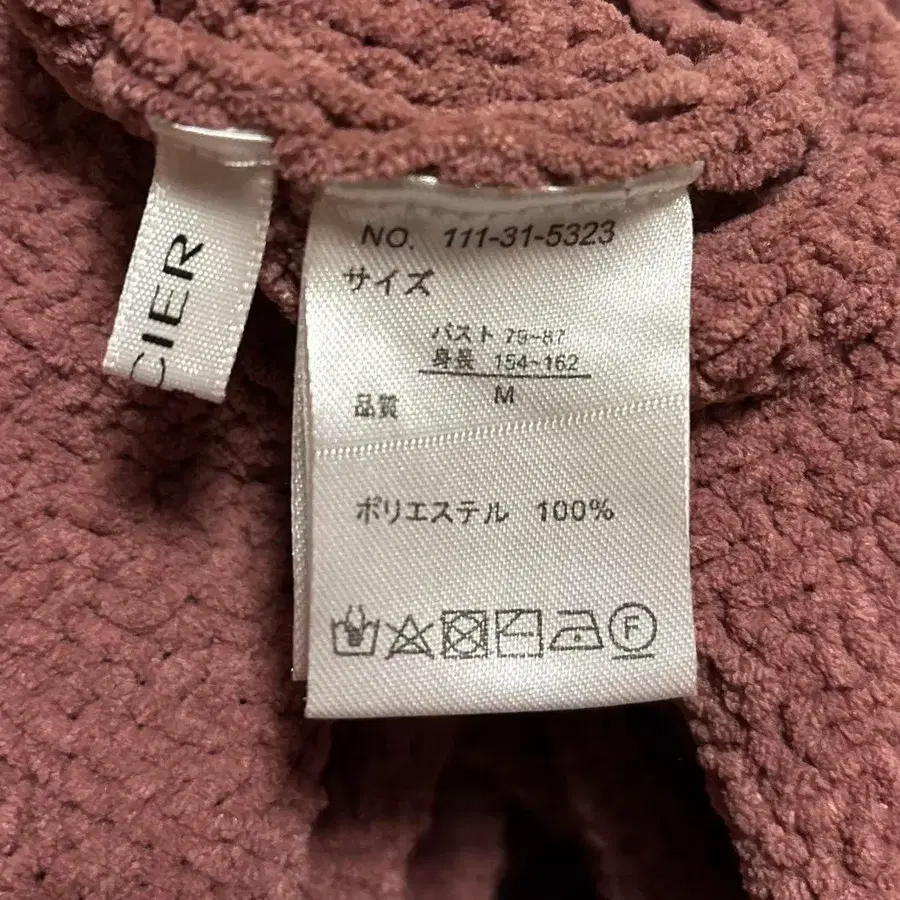 CIER
NO. 111-31-5323
サイズ
バスト 79~87
身長 154~162
M
品質
ポリエステル 100%
F